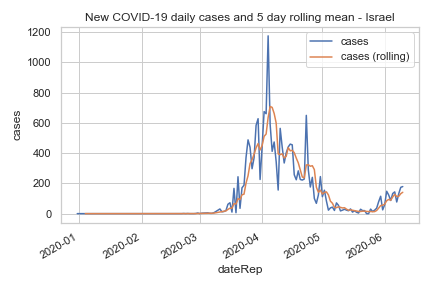 New COVID-19 daily cases and 5 day rolling mean - Israel
cases
cases (rolling)
1200
1000
800
600
400
200
0
cases
2020-01
2020-02
2020-03
2020-04
2020-05
2020-06
dateRep